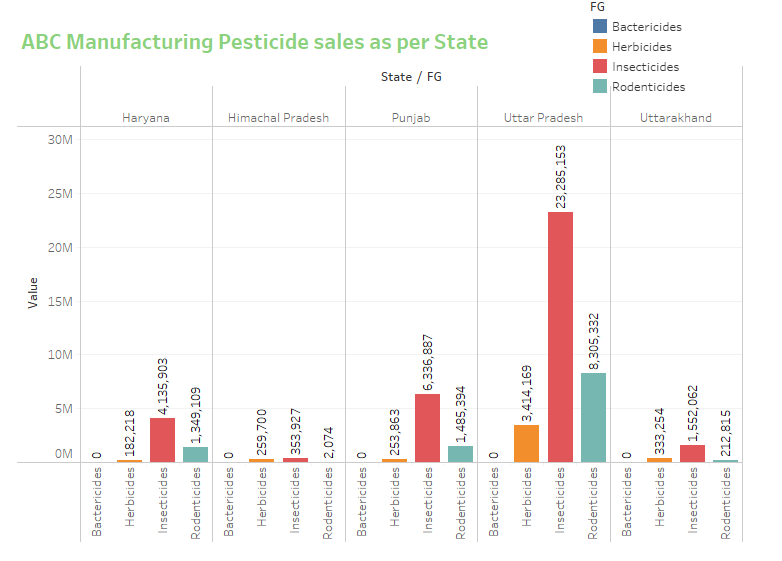 FG
Bactericides
Herbicides
Insecticides
Rodenticides
ABC Manufacturing Pesticide sales as per State
State / FG
Haryana Himachal Pradesh Punjab Uttar Pradesh Uttarakhand
Value
30M
25M
20M
15M
10M
5M
0M
0 182,218 4,135,903 1,349,109 0 259,700 353,927 2,074 0 253,863 6,336,887 1,485,394 0 3,414,169 23,285,153 8,305,332 0 333,254 1,552,062 212,815
Bactericides Herbicides Insecticides Rodenticides Bactericides Herbicides Insecticides Rodenticides Bactericides Herbicides Insecticides Rodenticides Bactericides Herbicides Insecticides Rodenticides Bactericides Herbicides Insecticides Rodenticides